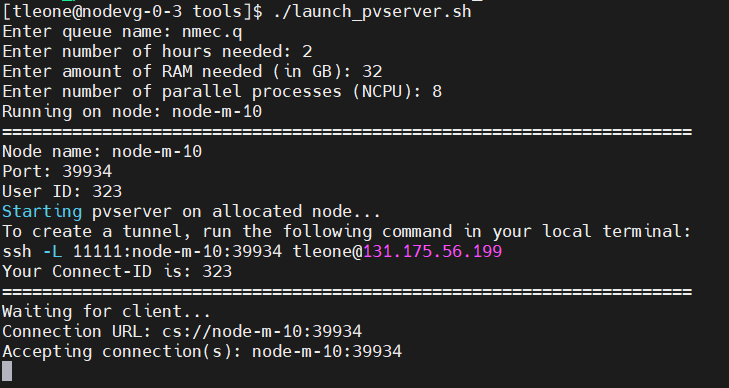 [tleone@nodevg-0-3 tools]$ ./launch_pvserver.sh
Enter queue name: nmec.q
Enter number of hours needed: 2
Enter amount of RAM needed (in GB): 32
Enter number of parallel processes (NCPU): 8
Running on node: node-m-10
=====================================================================
Node name: node-m-10
Port: 39934
User ID: 323
Starting pvserver on allocated node...
To create a tunnel, run the following command in your local terminal:
ssh -L 11111:node-m-10:39934 tleone@131.175.56.199
Your Connect-ID is: 323
=====================================================================
Waiting for client...
Connection URL: cs://node-m-10:39934
Accepting connection(s): node-m-10:39934